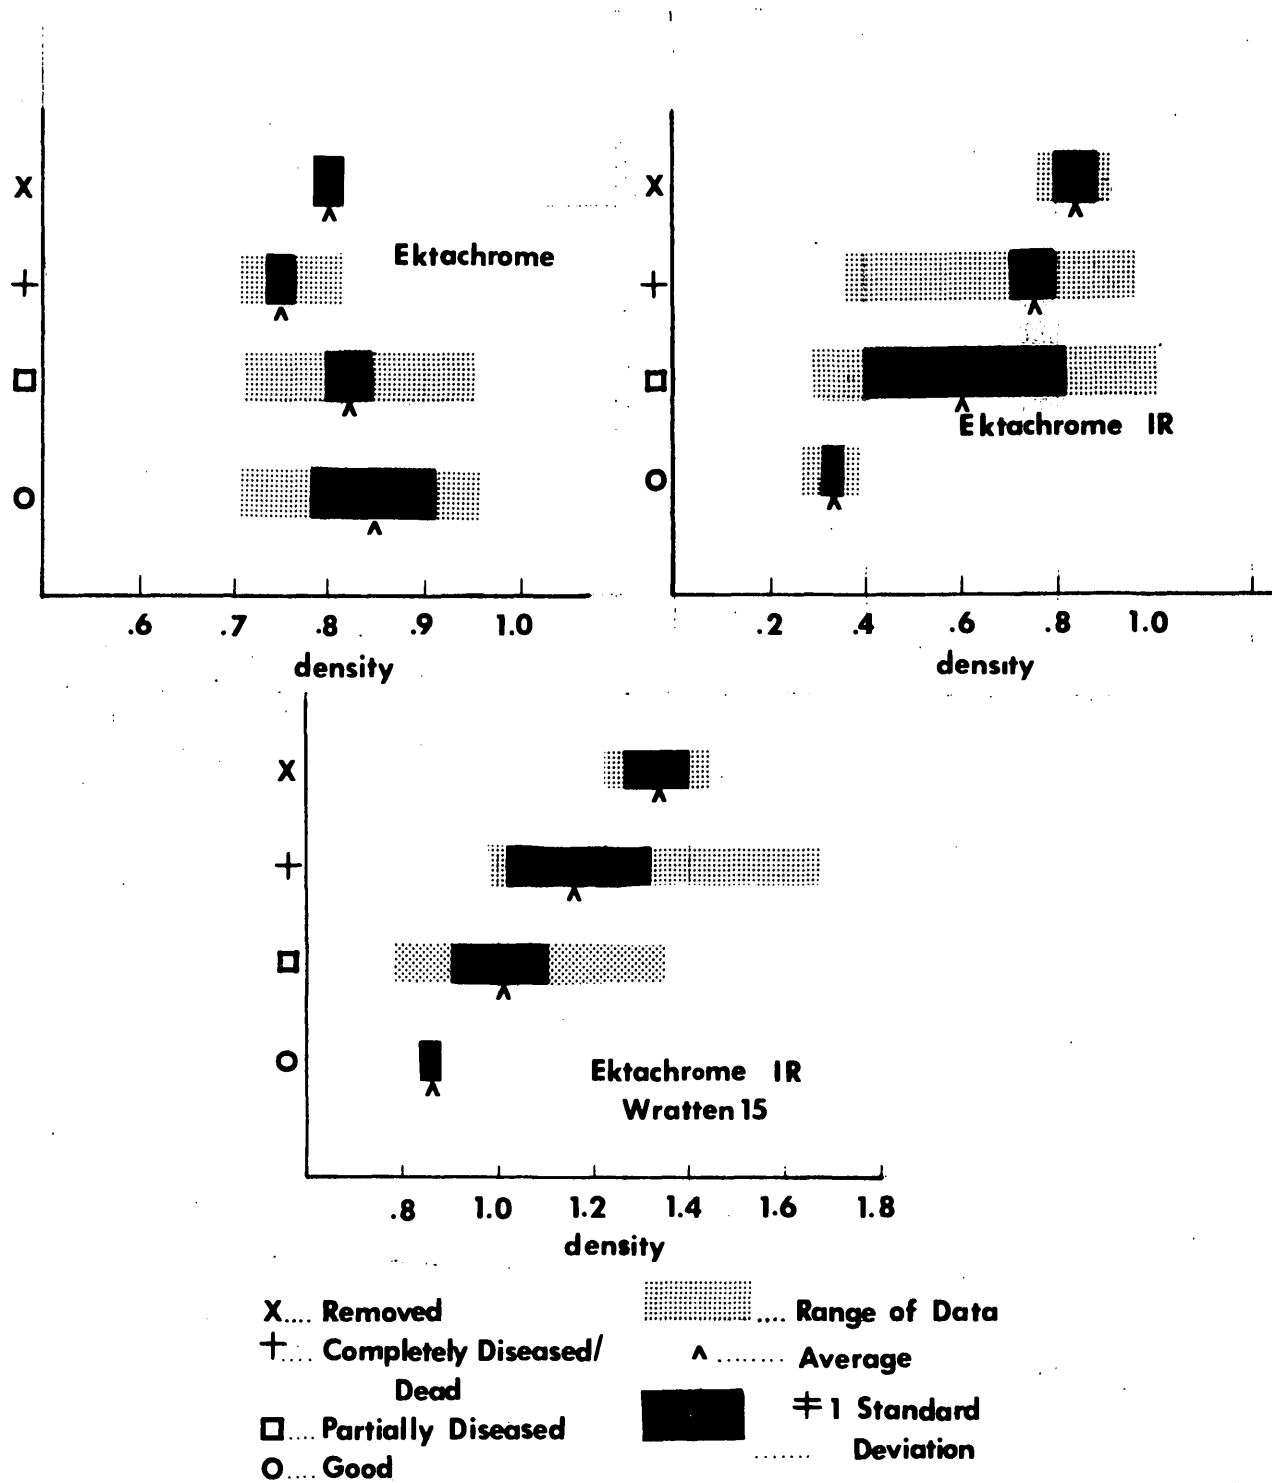 X
Ektachrome
+
□
O
.6 .7 .8 .9 1.0
density
X
+
□
Ektachrome IR
O
.2 .4 .6 .8 1.0
density
X
+
□
O
Ektachrome IR
Wratten 15
.8 1.0 1.2 1.4 1.6 1.8
density
X.... Removed
+.... Completely Diseased/
Dead
□.... Partially Diseased
O.... Good
.... Range of Data
^ ........ Average
‡ 1 Standard
....... Deviation